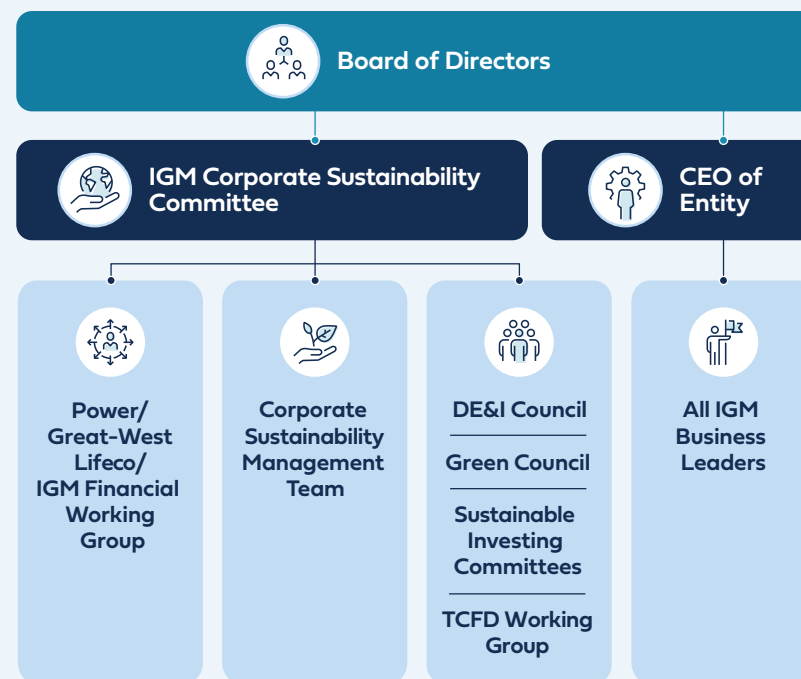 Board of Directors
IGM Corporate Sustainability
Committee
CEO of
Entity
Power/
Great-West
Lifeco/
IGM Financial
Working
Group
Corporate
Sustainability
Management
Team
DE&I Council
Green Council
Sustainable
Investing
Committees
TCFD Working
Group
All IGM
Business
Leaders